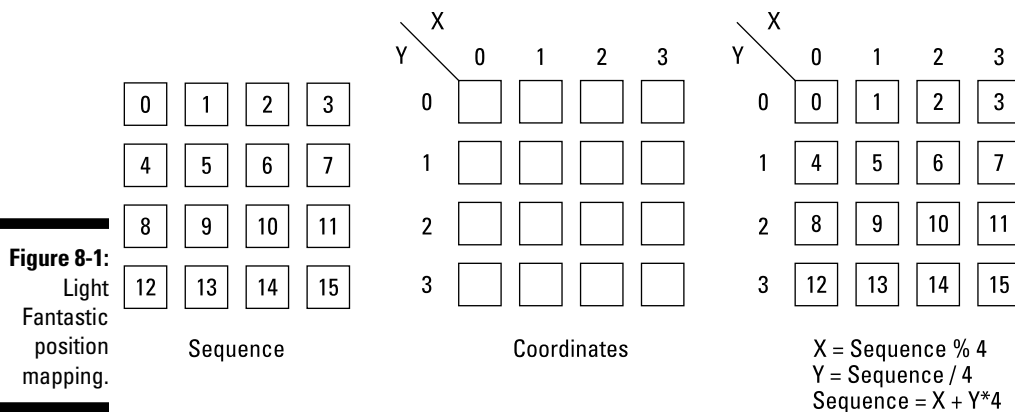 Figure 8-1:
Light
Fantastic
position
mapping.
0 1 2 3
4 5 6 7
8 9 10 11
12 13 14 15
Sequence
X
Y 0 1 2 3
0
1
2
3
Coordinates
X
Y 0 1 2 3
0 0 1 2 3
1 4 5 6 7
2 8 9 10 11
3 12 13 14 15
X = Sequence % 4
Y = Sequence / 4
Sequence = X + Y*4